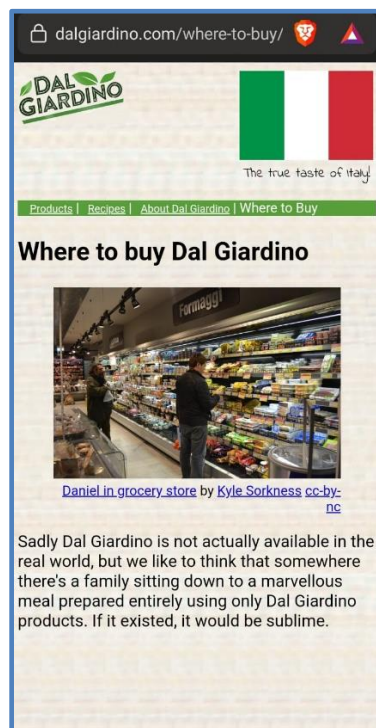 dalgiardino.com/where-to-buy/
DAL
GIARDINO
The true taste of Italy!
Products | Recipes | About Dal Giardino | Where to Buy
Where to buy Dal Giardino
Formaggi
Daniel in grocery store by Kyle Sorkness cc-by-
nc
Sadly Dal Giardino is not actually available in the
real world, but we like to think that somewhere
there's a family sitting down to a marvellous
meal prepared entirely using only Dal Giardino
products. If it existed, it would be sublime.